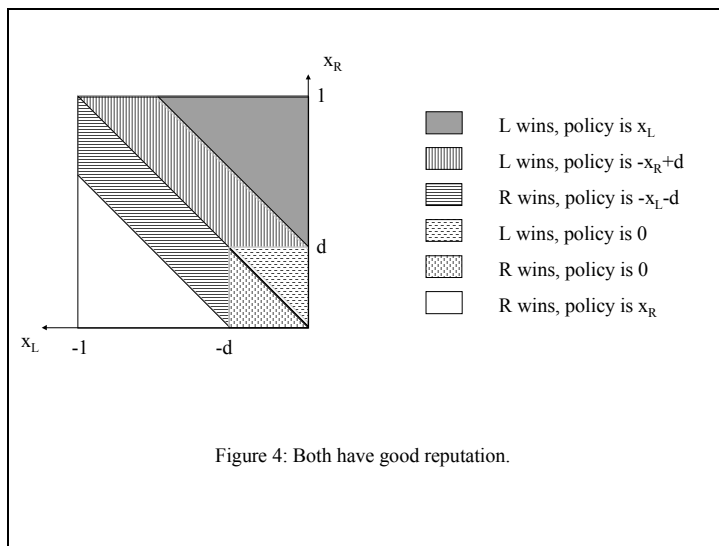 x_R
1
d
x_L
-1
-d
L wins, policy is x_L
L wins, policy is -x_R+d
R wins, policy is -x_L-d
L wins, policy is 0
R wins, policy is 0
R wins, policy is x_R
Figure 4: Both have good reputation.